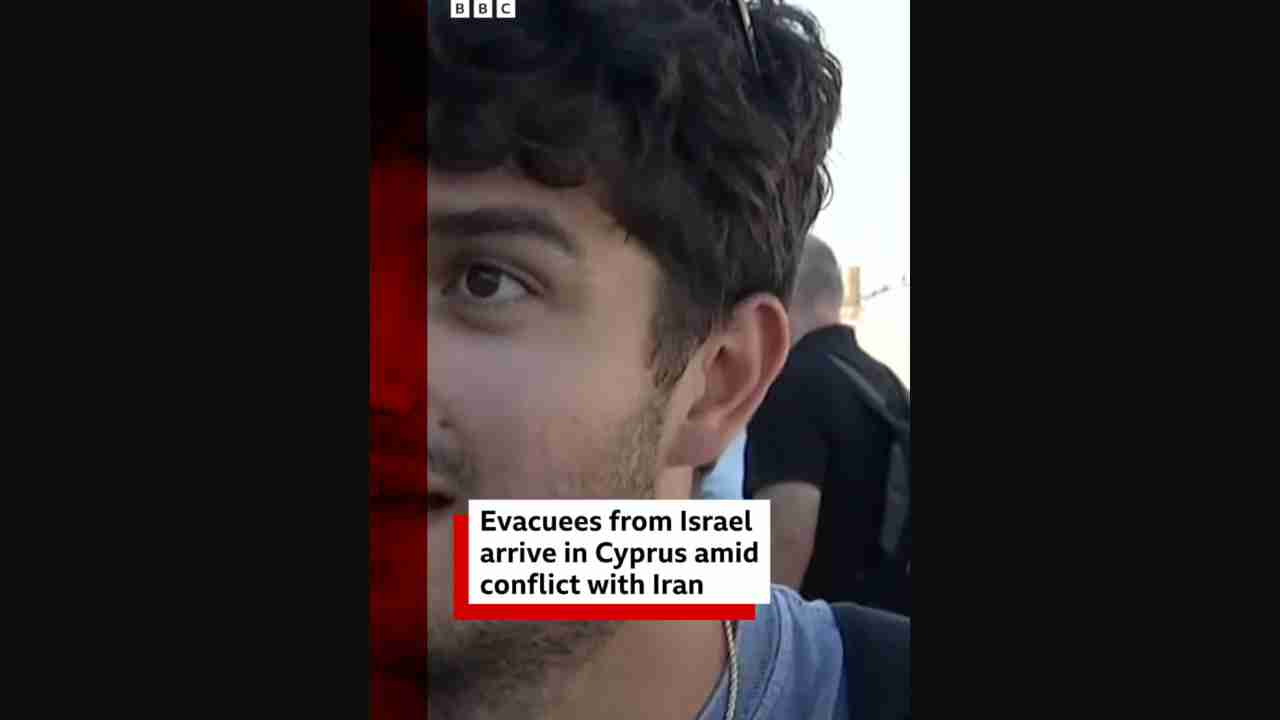 BBC
Evacuees from Israel
arrive in Cyprus amid
conflict with Iran